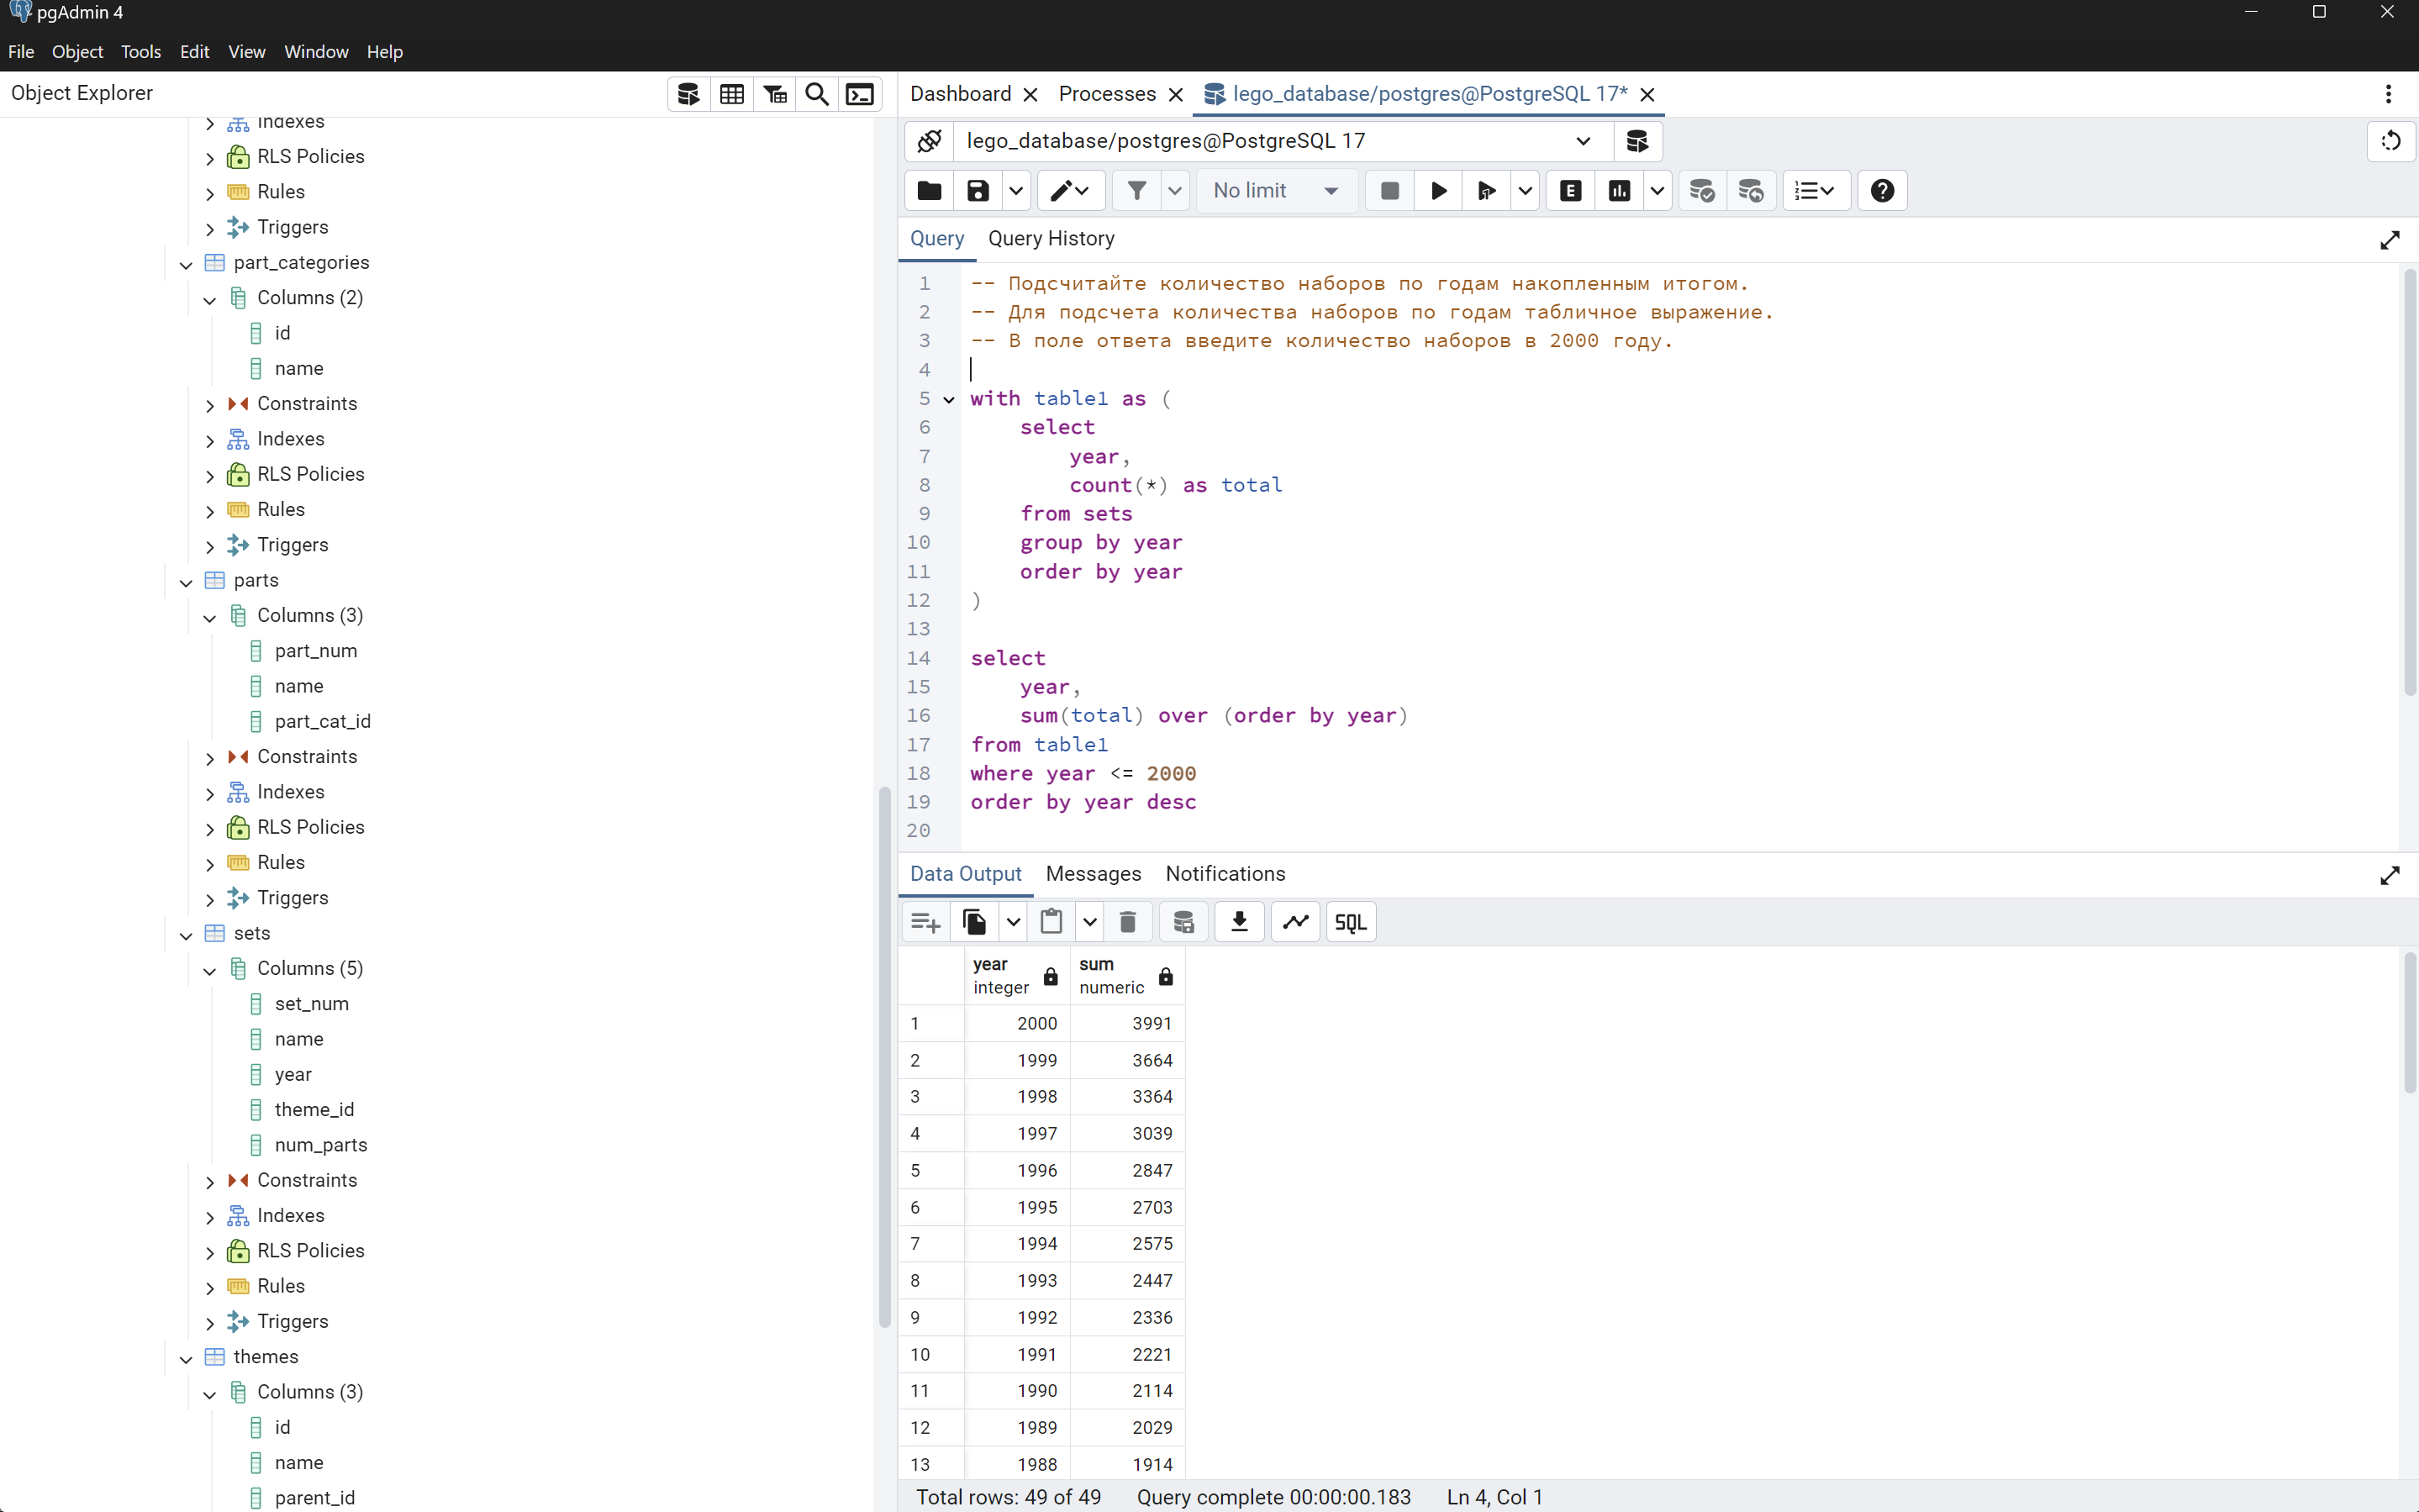 pgAdmin 4
File Object Tools Edit View Window Help
Object Explorer
Indexes
RLS Policies
Rules
Triggers
part_categories
Columns (2)
id
name
Constraints
Indexes
RLS Policies
Rules
Triggers
parts
Columns (3)
part_num
name
part_cat_id
Constraints
Indexes
RLS Policies
Rules
Triggers
sets
Columns (5)
set_num
name
year
theme_id
num_parts
Constraints
Indexes
RLS Policies
Rules
Triggers
themes
Columns (3)
id
name
parent_id
Dashboard Processes lego_database/postgres@PostgreSQL 17*
lego_database/postgres@PostgreSQL 17
No limit E
Query Query History
1 -- Подсчитайте количество наборов по годам накопленным итогом.
2 -- Для подсчета количества наборов по годам табличное выражение.
3 -- В поле ответа введите количество наборов в 2000 году.
4
5 with table1 as (
6 select
7 year,
8 count(*) as total
9 from sets
10 group by year
11 order by year
12 )
13
14 select
15 year,
16 sum(total) over (order by year)
17 from table1
18 where year <= 2000
19 order by year desc
20
Data Output Messages Notifications
SQL
year sum
integer numeric
1 2000 3991
2 1999 3664
3 1998 3364
4 1997 3039
5 1996 2847
6 1995 2703
7 1994 2575
8 1993 2447
9 1992 2336
10 1991 2221
11 1990 2114
12 1989 2029
13 1988 1914
Total rows: 49 of 49 Query complete 00:00:00.183 Ln 4, Col 1